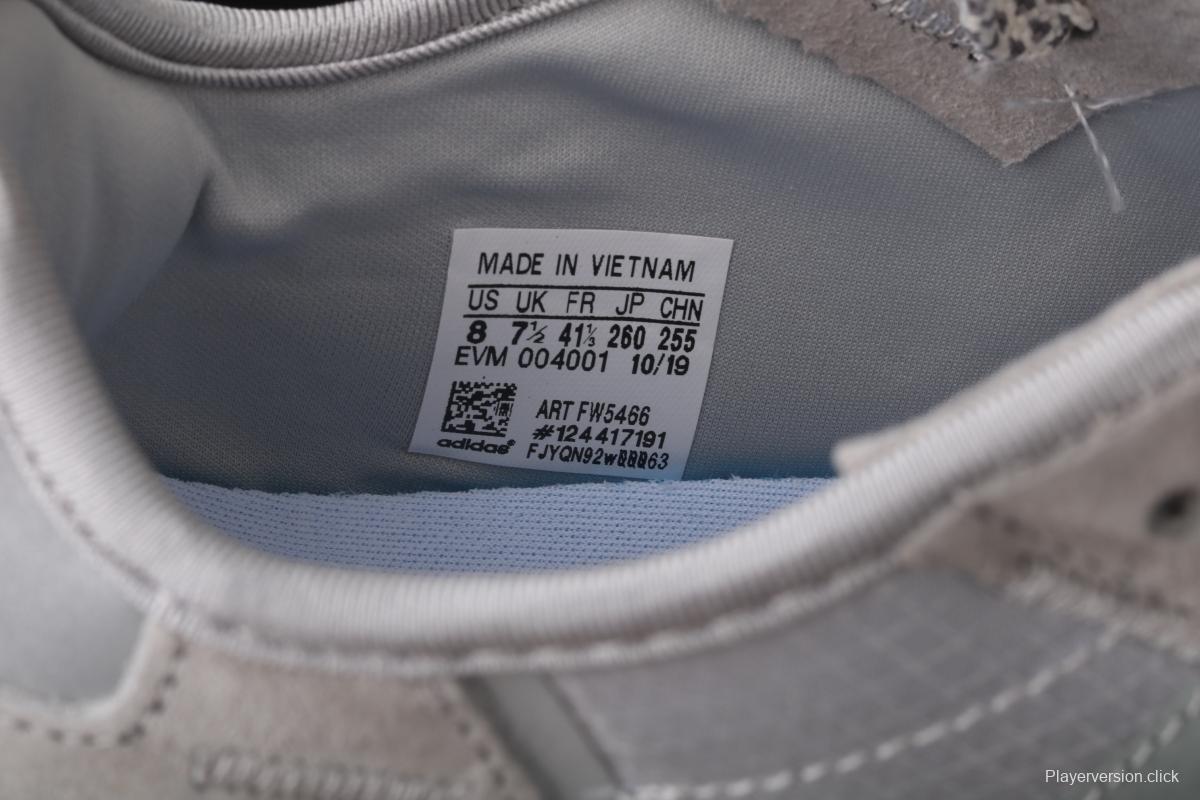 MADE IN VIETNAM
US UK FR JP CHN
8 7½ 41⅓ 260 255
EVM 004001 10/19
ART FW5466
#124417191
adidas®
Playerversion.click